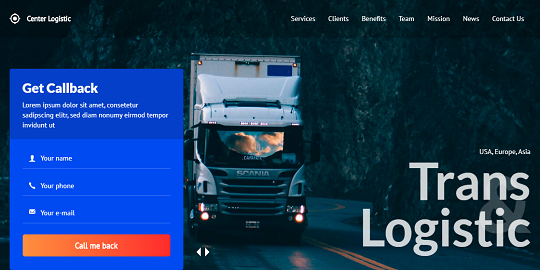 Center Logistic
Services Clients Benefits Team Mission News Contact Us
Get Callback
Lorem ipsum dolor sit amet, consetetur
sadipscing elitr, sed diam nonumy eirmod tempor
invidunt ut
Your name
Your phone
Your e-mail
Call me back
SCANIA
USA, Europe, Asia
&
Trans
Logistic